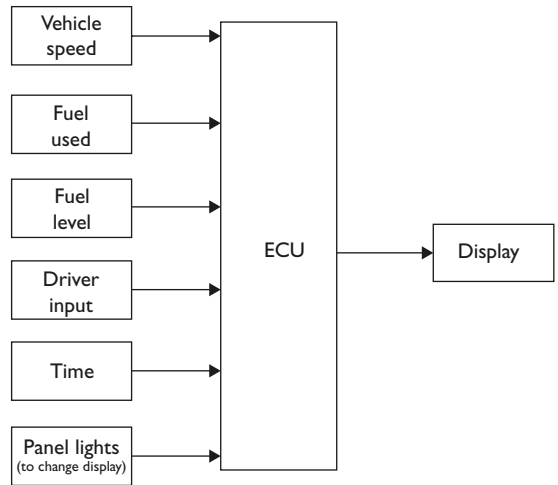 Vehicle
speed
Fuel
used
Fuel
level
Driver
input
Time
Panel lights
(to change display)
ECU
Display